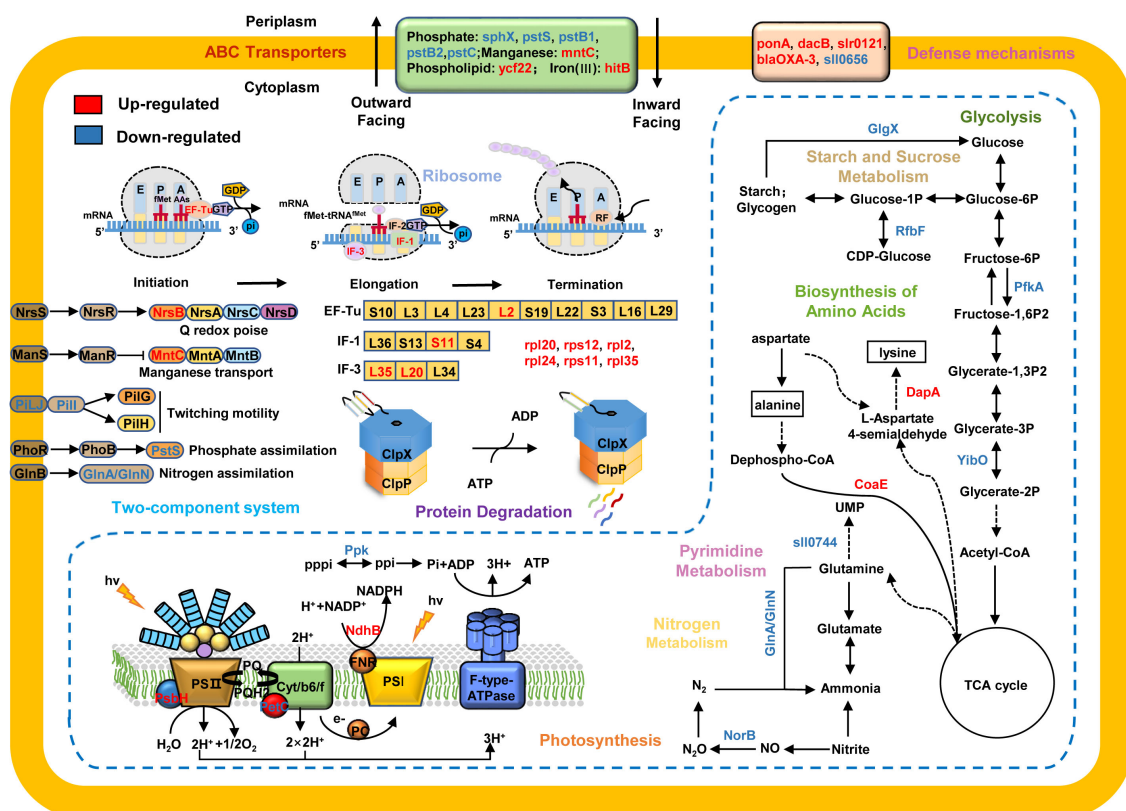 Periplasm
ABC Transporters
Cytoplasm
Phosphate: sphX, pstS, pstB1,
pstB2,pstC;Manganese: mntC;
Phospholipid: ycf22； Iron(III): hitB
Outward
Facing
Inward
Facing
ponA, dacB, slr0121,
blaOXA-3, sll0656
Defense mechanisms
Up-regulated
Down-regulated
Ribosome
E P A
fMet AAs
EF-Tu
GTP
GDP
pi
mRNA
5’
3’
E P A
mRNA
fMet-tRNAfMet
IF-2
GTP
GDP
pi
IF-3
IF-1
5’
3’
E P A
RF
mRNA
5’
3’
Initiation
Elongation
Termination
NrsS
NrsR
NrsB
NrsA
NrsC
NrsD
Q redox poise
ManS
ManR
MntC
MntA
MntB
Manganese transport
PiLJ
PilI
PilG
PilH
Twitching motility
PhoR
PhoB
PstS
Phosphate assimilation
GlnB
GlnA/GlnN
Nitrogen assimilation
Two-component system
EF-Tu
S10 L3 L4 L23 L2 S19 L22 S3 L16 L29
IF-1
L36 S13 S11 S4
IF-3
L35 L20 L34
rpl20, rps12, rpl2,
rpl24, rps11, rpl35
ClpX
ClpP
ADP
ATP
ClpX
ClpP
Protein Degradation
Glycolysis
GlgX
Glucose
Starch and Sucrose
Metabolism
Starch；
Glycogen
Glucose-1P
Glucose-6P
RfbF
CDP-Glucose
Fructose-6P
PfkA
Fructose-1,6P2
Biosynthesis of
Amino Acids
aspartate
lysine
Glycerate-1,3P2
DapA
alanine
L-Aspartate
4-semialdehyde
Glycerate-3P
YibO
Dephospho-CoA
Glycerate-2P
CoaE
UMP
sll0744
Acetyl-CoA
Pyrimidine
Metabolism
Glutamine
GlnA/GlnN
Nitrogen
Metabolism
Glutamate
TCA cycle
N2
Ammonia
N2O
NorB
NO
Nitrite
Ppk
pppi
ppi
Pi+ADP
3H+
ATP
hv
NADPH
H⁺+NADP⁺
hv
NdhB
2H⁺
FNR
PSII
PQ
PQH2
Cyt/b6/f
PSI
F-type-
ATPase
PsbH
PetC
e-
PC
H2O
2H⁺+1/2O2
2×2H⁺
3H⁺
Photosynthesis